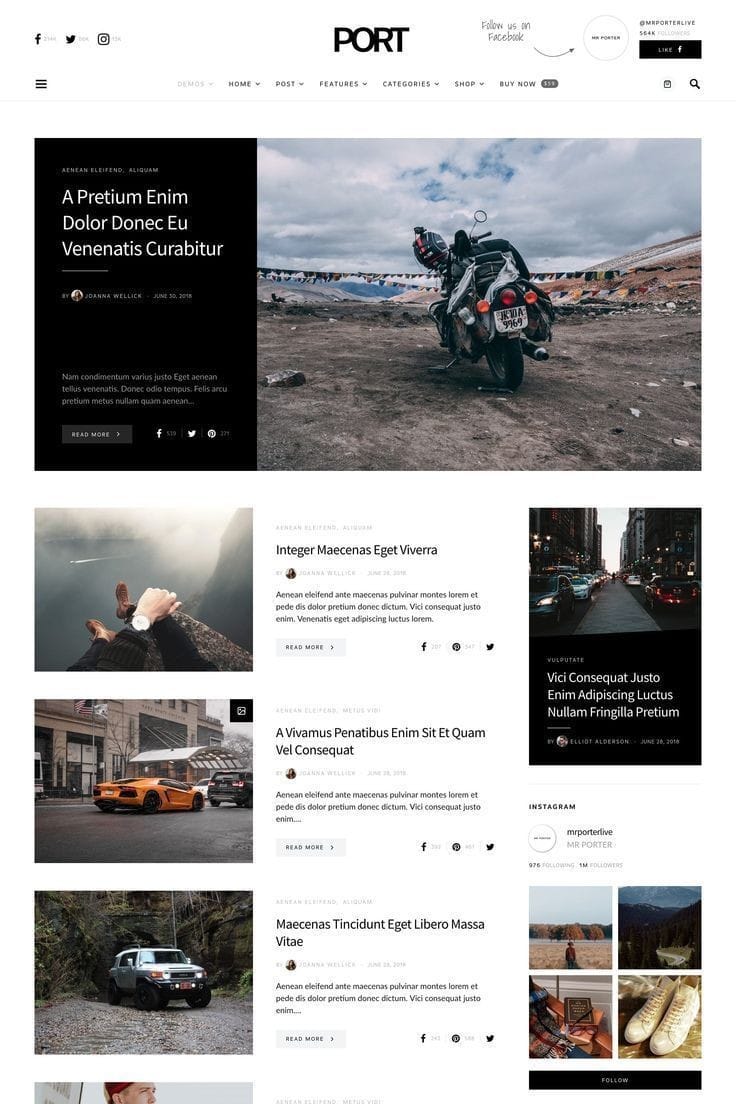 214K 96K 15K
PORT
Follow us on
Facebook
MR PORTER
@MRPORTERLIVE
564K FOLLOWERS
LIKE
DEMOS HOME POST FEATURES CATEGORIES SHOP BUY NOW $59
AENEAN ELEIFEND, ALIQUAM
A Pretium Enim
Dolor Donec Eu
Venenatis Curabitur
BY JOANNA WELLICK - JUNE 30, 2018
Nam condimentum varius justo Eget aenean
tellus venenatis. Donec odio tempus. Felis arcu
pretium metus nullam quam aenean...
READ MORE 539 371
JK10A
9969
AENEAN ELEIFEND, ALIQUAM
Integer Maecenas Eget Viverra
BY JOANNA WELLICK - JUNE 28, 2018
Aenean eleifend ante maecenas pulvinar montes lorem et
pede dis dolor pretium donec dictum. Vici consequat justo
enim. Venenatis eget adipiscing luctus lorem.
READ MORE 207 347
AENEAN ELEIFEND, METUS VIDI
A Vivamus Penatibus Enim Sit Et Quam
Vel Consequat
BY JOANNA WELLICK - JUNE 28, 2018
Aenean eleifend ante maecenas pulvinar montes lorem et
pede dis dolor pretium donec dictum. Vici consequat justo
enim....
READ MORE 392 461
AENEAN ELEIFEND, ALIQUAM
Maecenas Tincidunt Eget Libero Massa
Vitae
BY JOANNA WELLICK - JUNE 28, 2018
Aenean eleifend ante maecenas pulvinar montes lorem et
pede dis dolor pretium donec dictum. Vici consequat justo
enim....
READ MORE 243 588
AENEAN ELEIFEND, METUS VIDI
VULPUTATE
Vici Consequat Justo
Enim Adipiscing Luctus
Nullam Fringilla Pretium
BY ELLIOT ALDERSON - JUNE 28, 2018
INSTAGRAM
MR PORTER
mrporterlive
MR PORTER
976 FOLLOWING 1M FOLLOWERS
FOLLOW